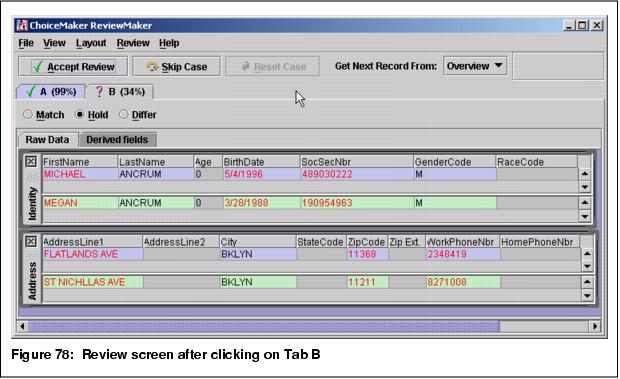 ChoiceMaker ReviewMaker
File View Layout Review Help
Accept Review Skip Case Reset Case Get Next Record From: Overview
A (99%) ? B (34%)
Match Hold Differ
Raw Data Derived fields
Identity
FirstName LastName Age BirthDate SocSecNbr GenderCode RaceCode
MICHAEL ANCRUM 0 5/4/1996 489030222 M
MEGAN ANCRUM 0 3/28/1988 190954963 M
Address
AddressLine1 AddressLine2 City StateCode ZipCode Zip Ext. WorkPhoneNbr HomePhoneNbr
FLATLANDS AVE BKLYN 11368 2348419
ST NICHLLAS AVE BKLYN 11211 8271008
Figure 78: Review screen after clicking on Tab B